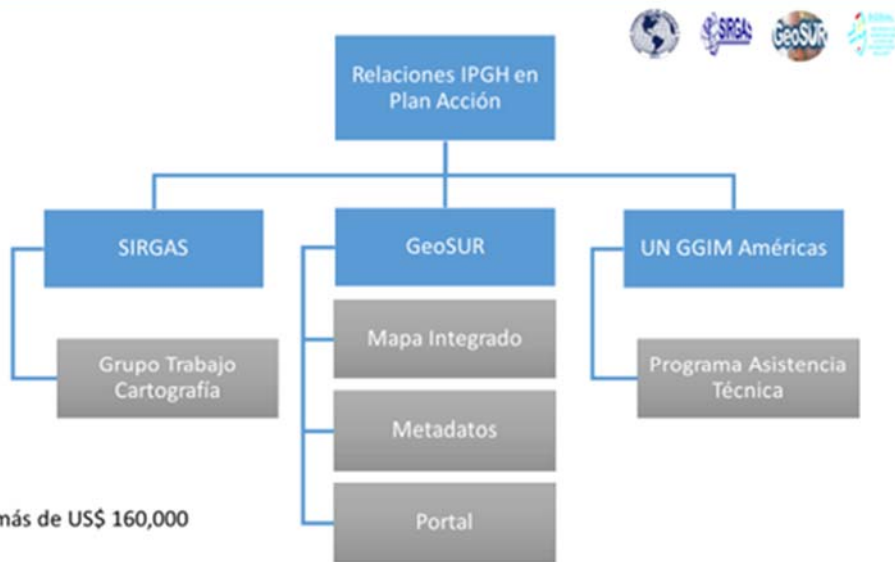 SIRGAS
GeoSUR
Relaciones IPGH en
Plan Acción
SIRGAS
GeoSUR
UN GGIM Américas
Grupo Trabajo
Cartografía
Mapa Integrado
Programa Asistencia
Técnica
Metadatos
Portal
más de US$ 160,000